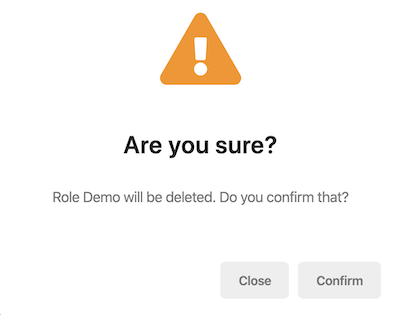 Are you sure?
Role Demo will be deleted. Do you confirm that?
Close
Confirm